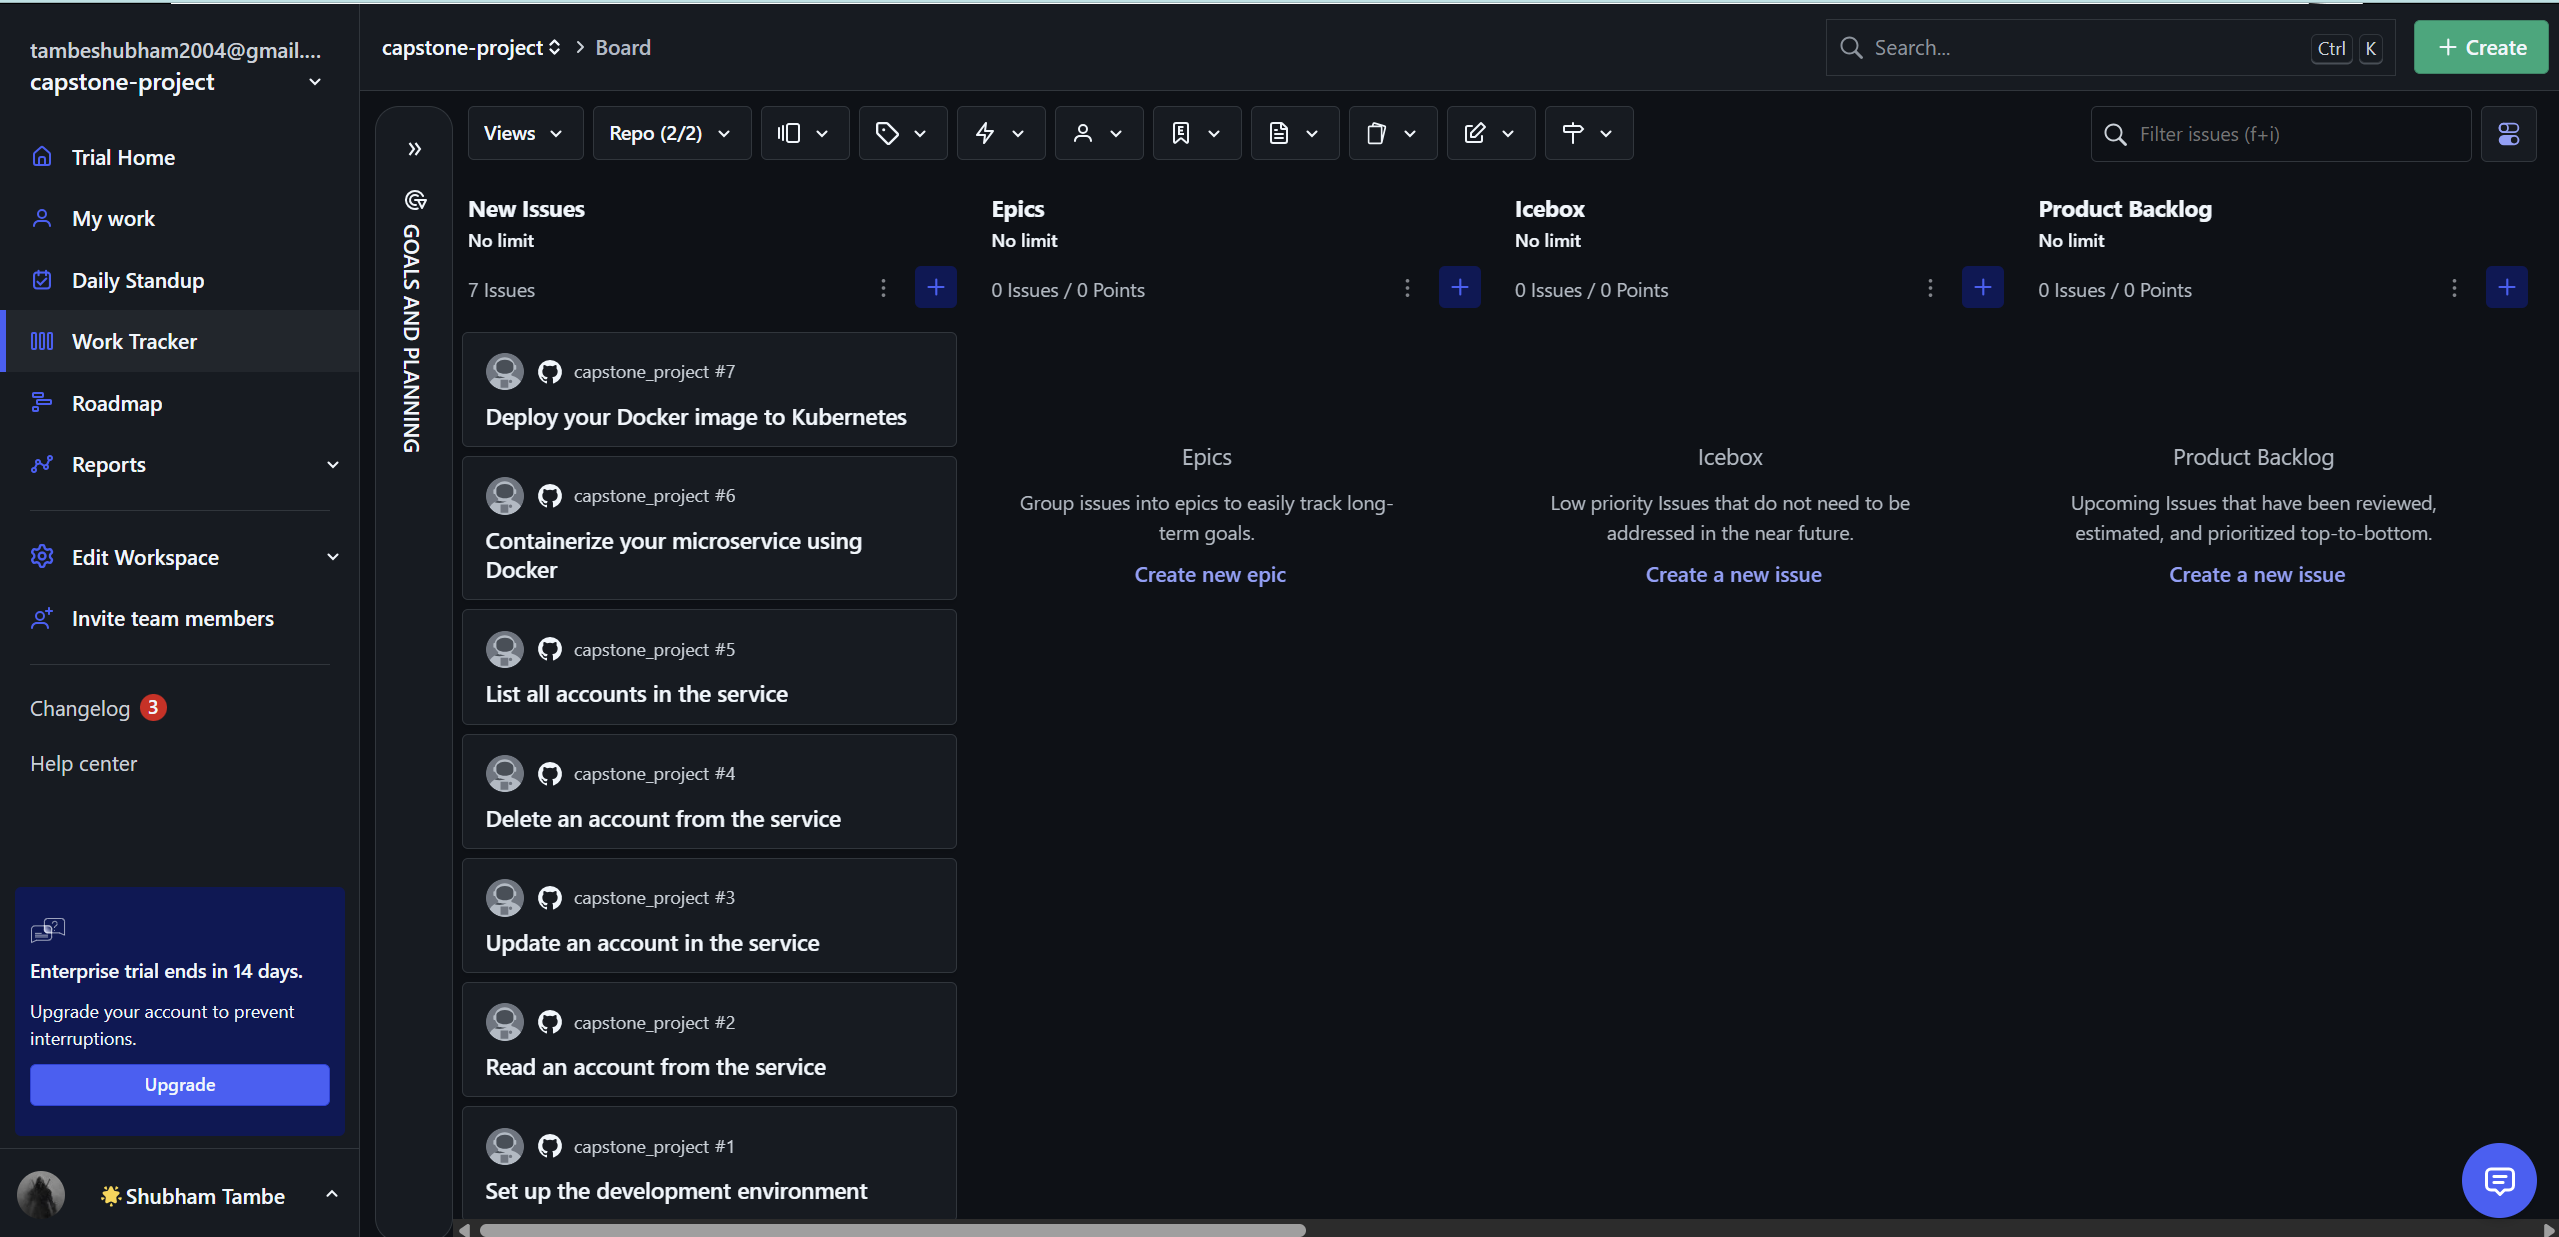 tambeshubham2004@gmail....
capstone-project
Trial Home
My work
Daily Standup
Work Tracker
Roadmap
Reports
Edit Workspace
Invite team members
Changelog 3
Help center
Enterprise trial ends in 14 days.
Upgrade your account to prevent
interruptions.
Upgrade
🌟Shubham Tambe
capstone-project > Board
Search...
Ctrl K
+ Create
GOALS AND PLANNING
Views
Repo (2/2)
Filter issues (f+i)
New Issues
No limit
7 Issues
capstone_project #7
Deploy your Docker image to Kubernetes
capstone_project #6
Containerize your microservice using
Docker
capstone_project #5
List all accounts in the service
capstone_project #4
Delete an account from the service
capstone_project #3
Update an account in the service
capstone_project #2
Read an account from the service
capstone_project #1
Set up the development environment
Epics
No limit
0 Issues / 0 Points
Epics
Group issues into epics to easily track long-
term goals.
Create new epic
Icebox
No limit
0 Issues / 0 Points
Icebox
Low priority Issues that do not need to be
addressed in the near future.
Create a new issue
Product Backlog
No limit
0 Issues / 0 Points
Product Backlog
Upcoming Issues that have been reviewed,
estimated, and prioritized top-to-bottom.
Create a new issue